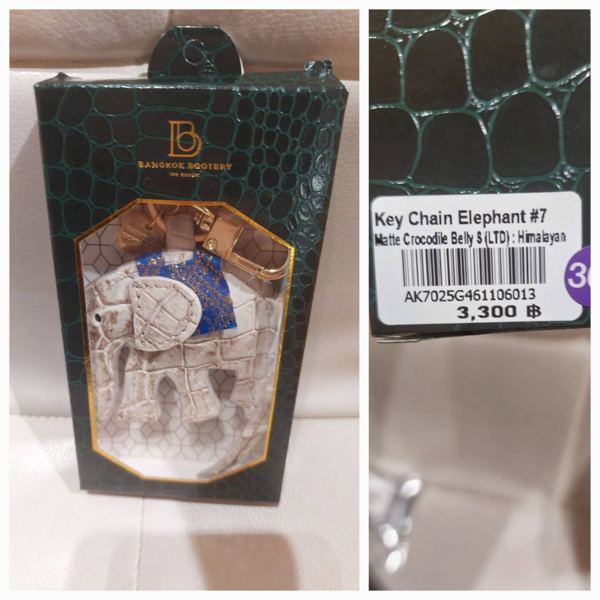 B
BANGKOK BOOTERY
Key Chain Elephant #7
Matte Crocodile Belly S (LTD) : Himalayan
AK7025G461106013
3,300 ฿